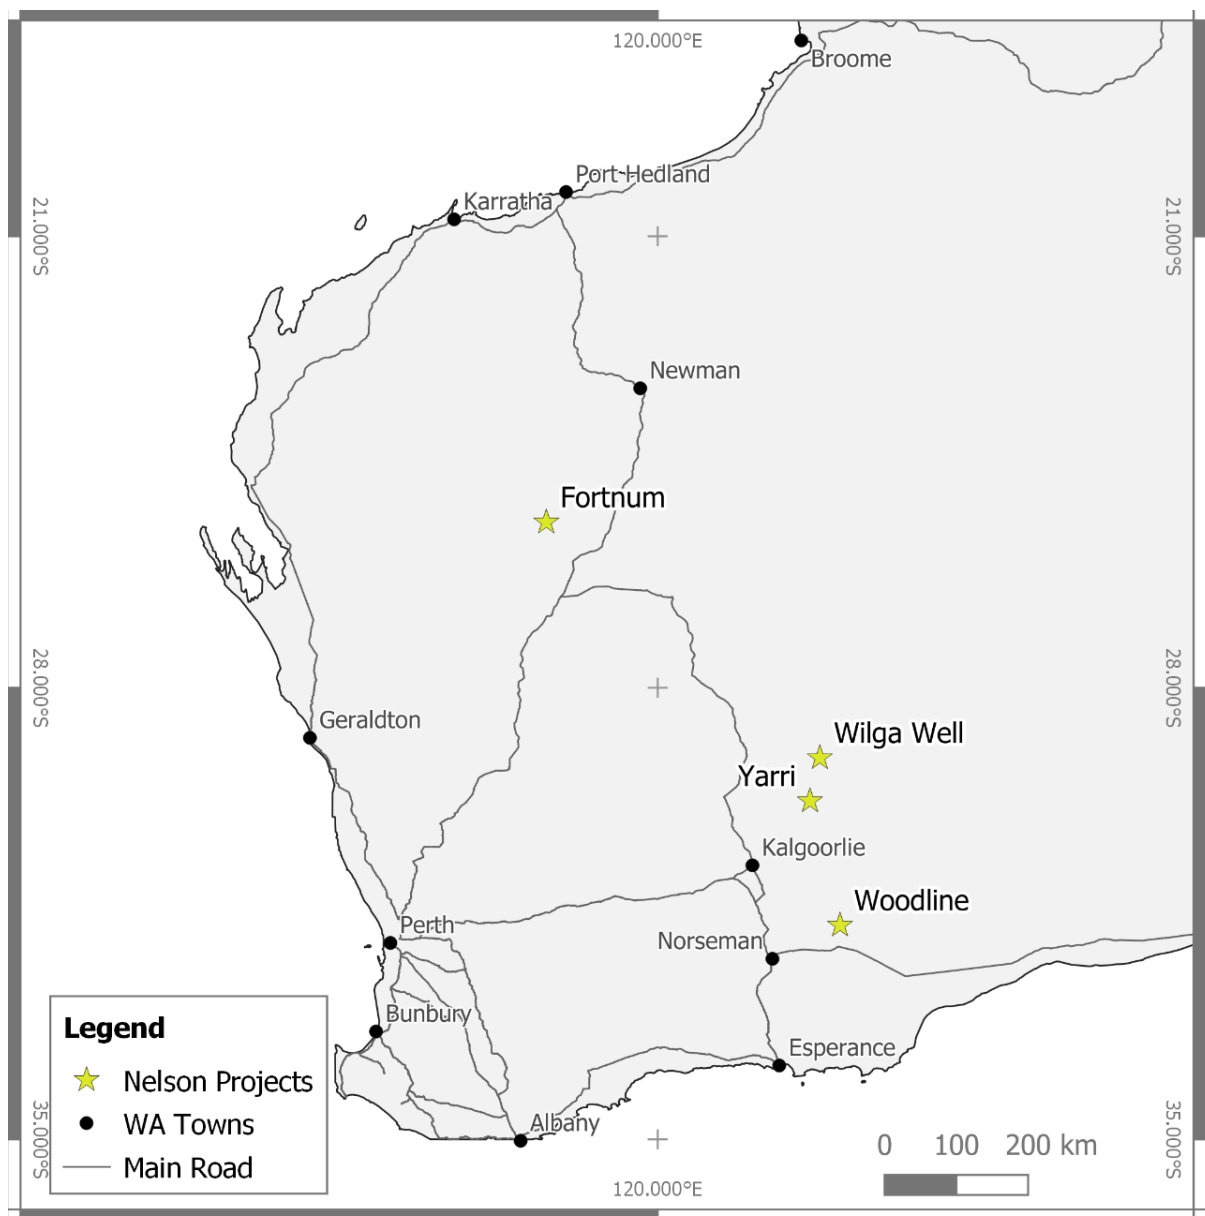 120.000°E
Broome
Port Hedland
Karratha
21.000°S
21.000°S
Newman
Fortnum
28.000°S
28.000°S
Geraldton
Wilga Well
Yarri
Kalgoorlie
Woodline
Perth
Norseman
Bunbury
Esperance
Albany
Legend
Nelson Projects
WA Towns
Main Road
35.000°S
35.000°S
0 100 200 km
120.000°E